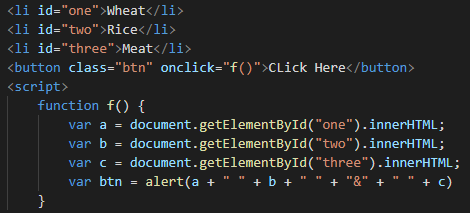 <li id="one">Wheat</li>
<li id="two">Rice</li>
<li id="three">Meat</li>
<button class="btn" onclick="f()">CLick Here</button>
<script>
    function f() {
        var a = document.getElementById("one").innerHTML;
        var b = document.getElementById("two").innerHTML;
        var c = document.getElementById("three").innerHTML;
        var btn = alert(a + " " + b + " " + "&" + " " + c)
    }